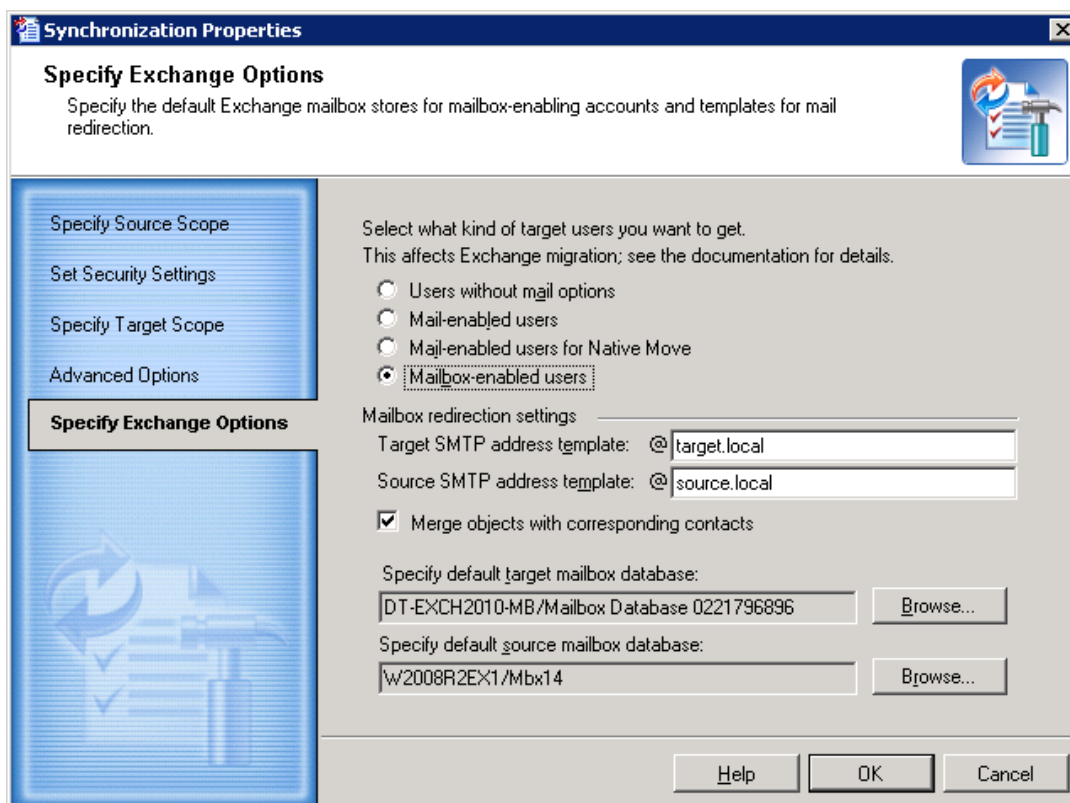 Synchronization Properties
Specify Exchange Options
Specify the default Exchange mailbox stores for mailbox-enabling accounts and templates for mail
redirection.
Specify Source Scope
Set Security Settings
Specify Target Scope
Advanced Options
Specify Exchange Options
Select what kind of target users you want to get.
This affects Exchange migration; see the documentation for details.
Users without mail options
Mail-enabled users
Mail-enabled users for Native Move
Mailbox-enabled users
Mailbox redirection settings
Target SMTP address template: @ target.local
Source SMTP address template: @ source.local
Merge objects with corresponding contacts
Specify default target mailbox database:
DT-EXCH2010-MB/Mailbox Database 0221796896 Browse...
Specify default source mailbox database:
W2008R2EX1/Mbx14 Browse...
Help OK Cancel